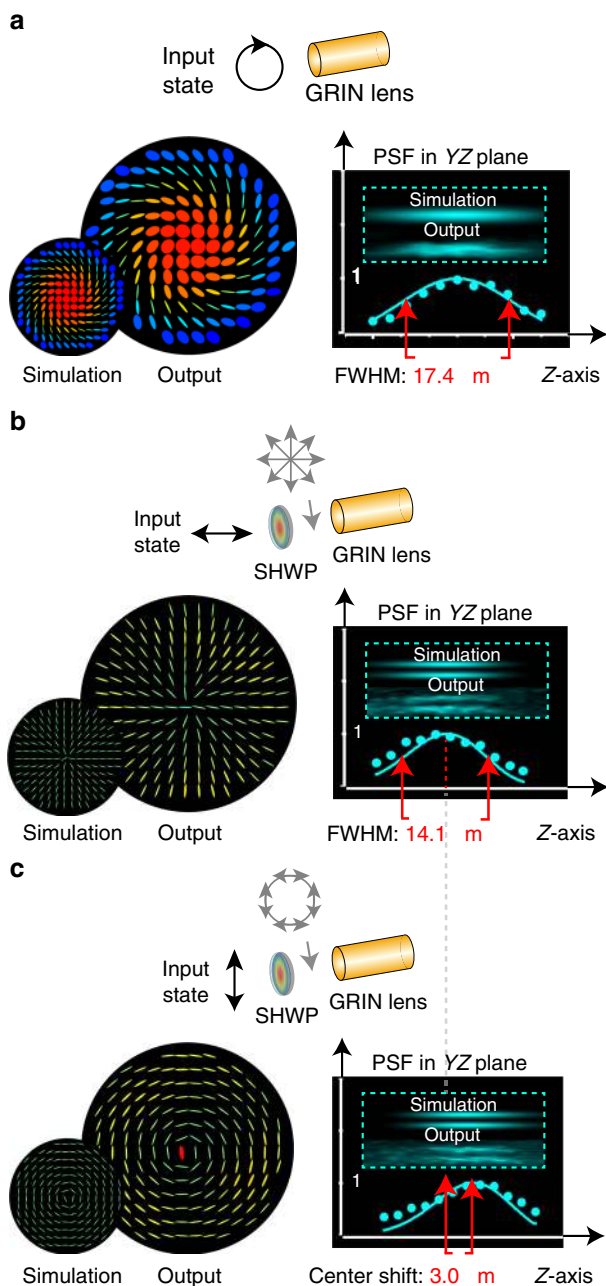 a
Input
state
GRIN lens
PSF in YZ plane
Simulation
Output
1
Simulation
Output
FWHM: 17.4 m
Z-axis
b
Input
state
SHWP
GRIN lens
PSF in YZ plane
Simulation
Output
1
Simulation
Output
FWHM: 14.1 m
Z-axis
c
Input
state
SHWP
GRIN lens
PSF in YZ plane
Simulation
Output
1
Simulation
Output
Center shift: 3.0 m
Z-axis